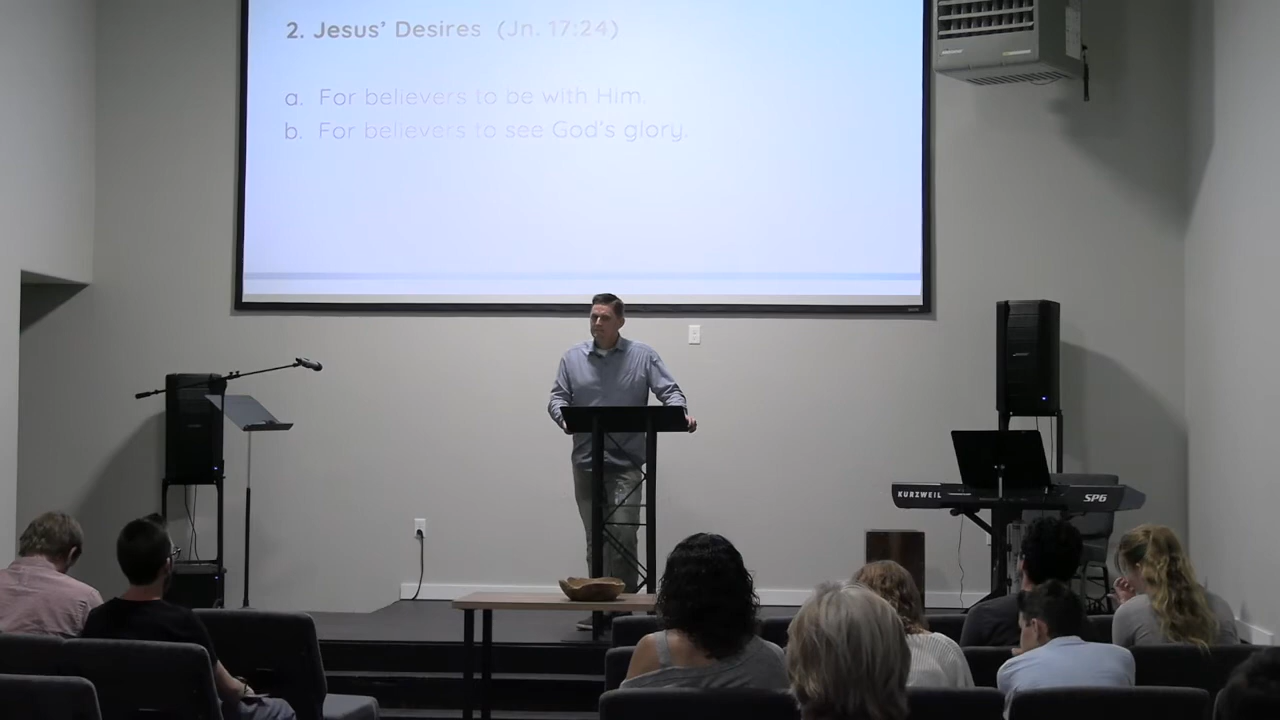 2. Jesus' Desires (Jn. 17:24)
a. For believers to be with Him.
b. For believers to see God's glory.
KURZWEIL
SP6